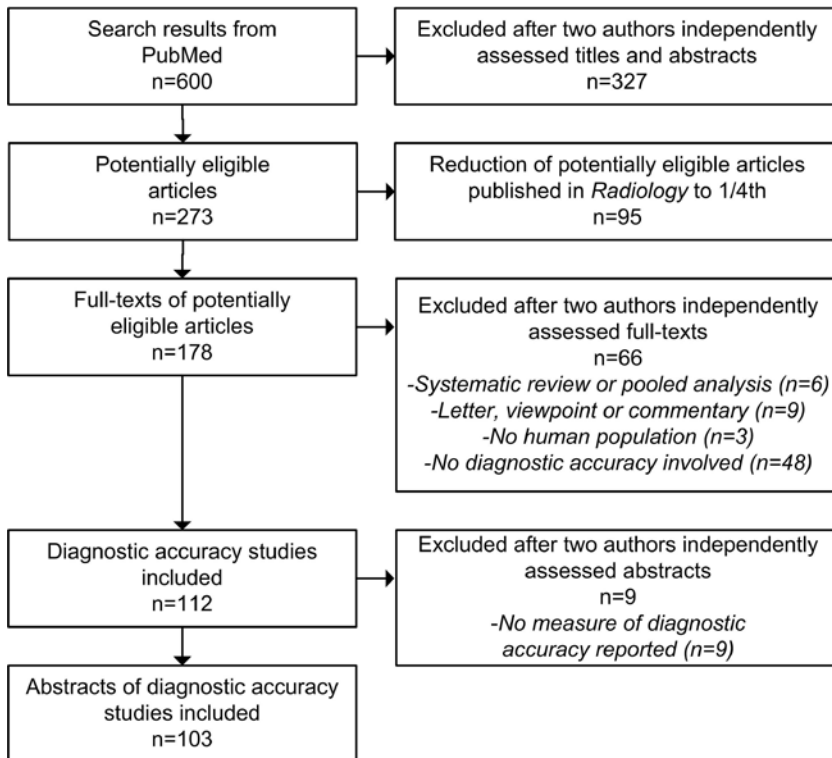 Search results from
PubMed
n=600
Excluded after two authors independently
assessed titles and abstracts
n=327
Potentially eligible
articles
n=273
Reduction of potentially eligible articles
published in Radiology to 1/4th
n=95
Full-texts of potentially
eligible articles
n=178
Excluded after two authors independently
assessed full-texts
n=66
-Systematic review or pooled analysis (n=6)
-Letter, viewpoint or commentary (n=9)
-No human population (n=3)
-No diagnostic accuracy involved (n=48)
Diagnostic accuracy studies
included
n=112
Excluded after two authors independently
assessed abstracts
n=9
-No measure of diagnostic
accuracy reported (n=9)
Abstracts of diagnostic accuracy
studies included
n=103